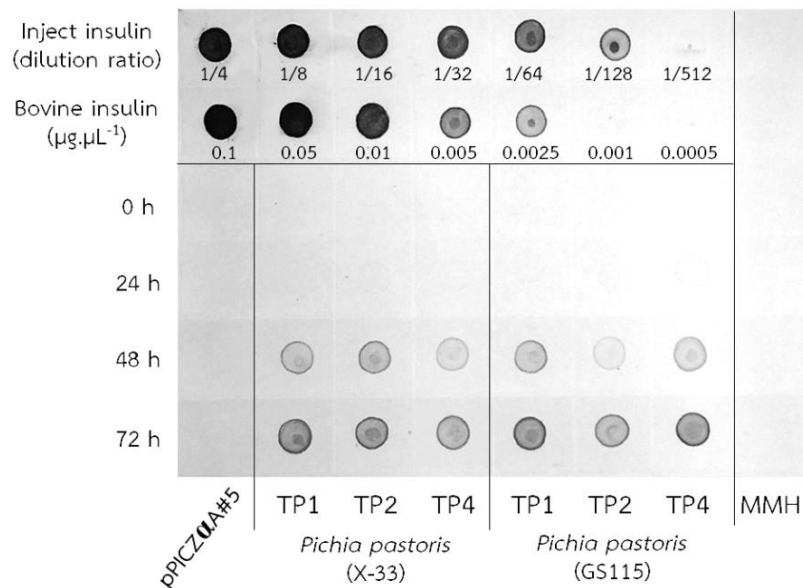 Inject insulin
(dilution ratio)
1/4 1/8 1/16 1/32 1/64 1/128 1/512
Bovine insulin
(µg.µL⁻¹)
0.1 0.05 0.01 0.005 0.0025 0.001 0.0005
0 h
24 h
48 h
72 h
pPICZαA#5 TP1 TP2 TP4 TP1 TP2 TP4 MMH
Pichia pastoris Pichia pastoris
(X-33) (GS115)